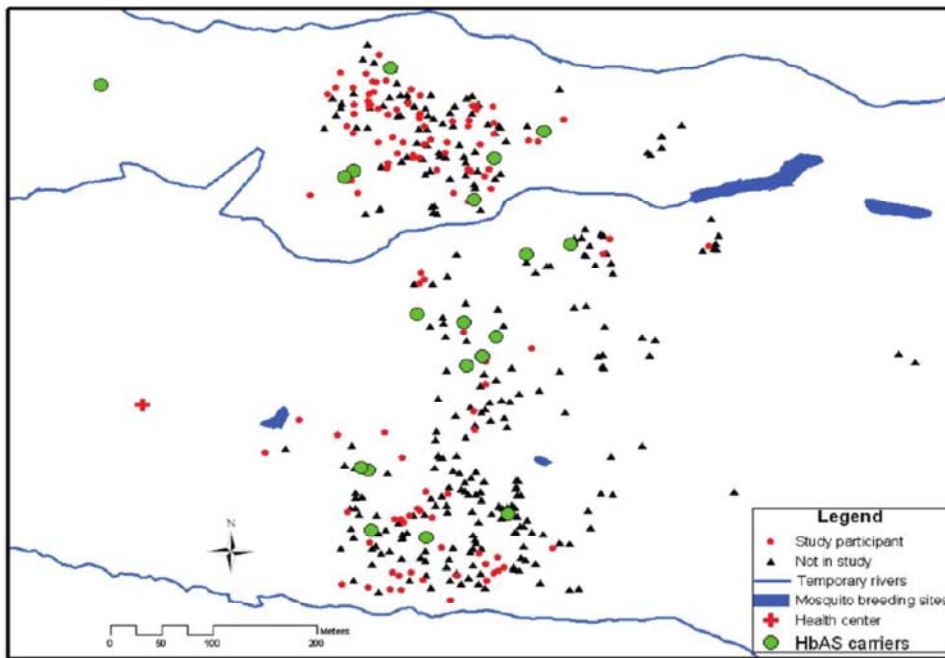 N
Legend
Study participant
Not in study
Temporary rivers
Mosquito breeding sites
Health center
HbAS carriers
Meters
0 50 100 200